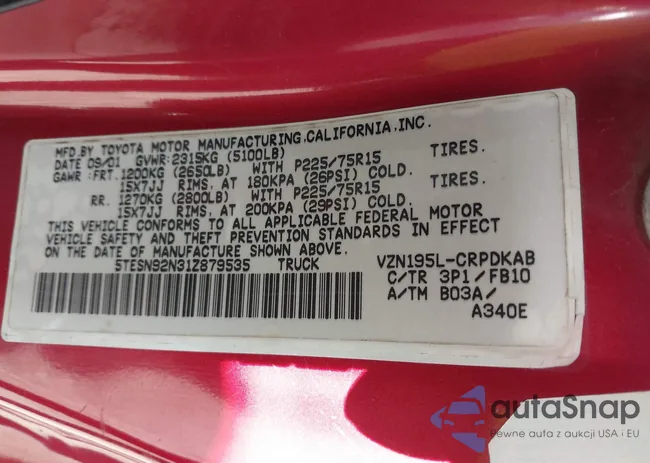 MFD.BY TOYOTA MOTOR MANUFACTURING.CALIFORNIA.INC.
DATE 09/01 GVWR:2315KG (5100LB)
GAWR:FRT.1200KG (2650LB) WITH P225/75R15 TIRES.
15X7JJ RIMS, AT 180KPA (26PSI) COLD.
RR. 1270KG (2800LB) WITH P225/75R15 TIRES.
15X7JJ RIMS, AT 200KPA (29PSI) COLD.
THIS VEHICLE CONFORMS TO ALL APPLICABLE FEDERAL MOTOR
VEHICLE SAFETY AND THEFT PREVENTION STANDARDS IN EFFECT
ON THE DATE OF MANUFACTURE SHOWN ABOVE.
5TESN92N31Z879535 TRUCK
VZN195L-CRPDKAB
C/TR 3P1/FB10
A/TM B03A/
A340E
autoSnap
Pewne auta z aukcji USA i EU